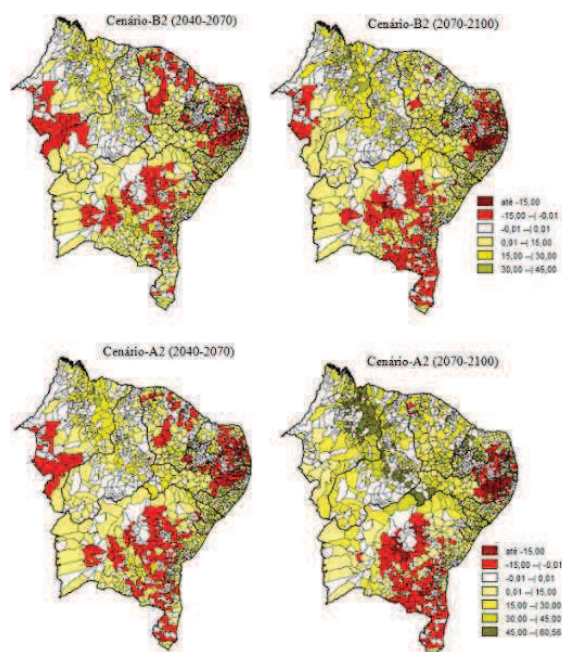 Cenário-B2 (2040-2070)
Cenário-B2 (2070-2100)
até -15,00
-15,00 --| -0,01
-0,01 --| 0,01
0,01 --| 15,00
15,00 --| 30,00
30,00 --| 45,00
Cenário-A2 (2040-2070)
Cenário-A2 (2070-2100)
até -15,00
-15,00 --| -0,01
-0,01 --| 0,01
0,01 --| 15,00
15,00 --| 30,00
30,00 --| 45,00
45,00 --| 60,56